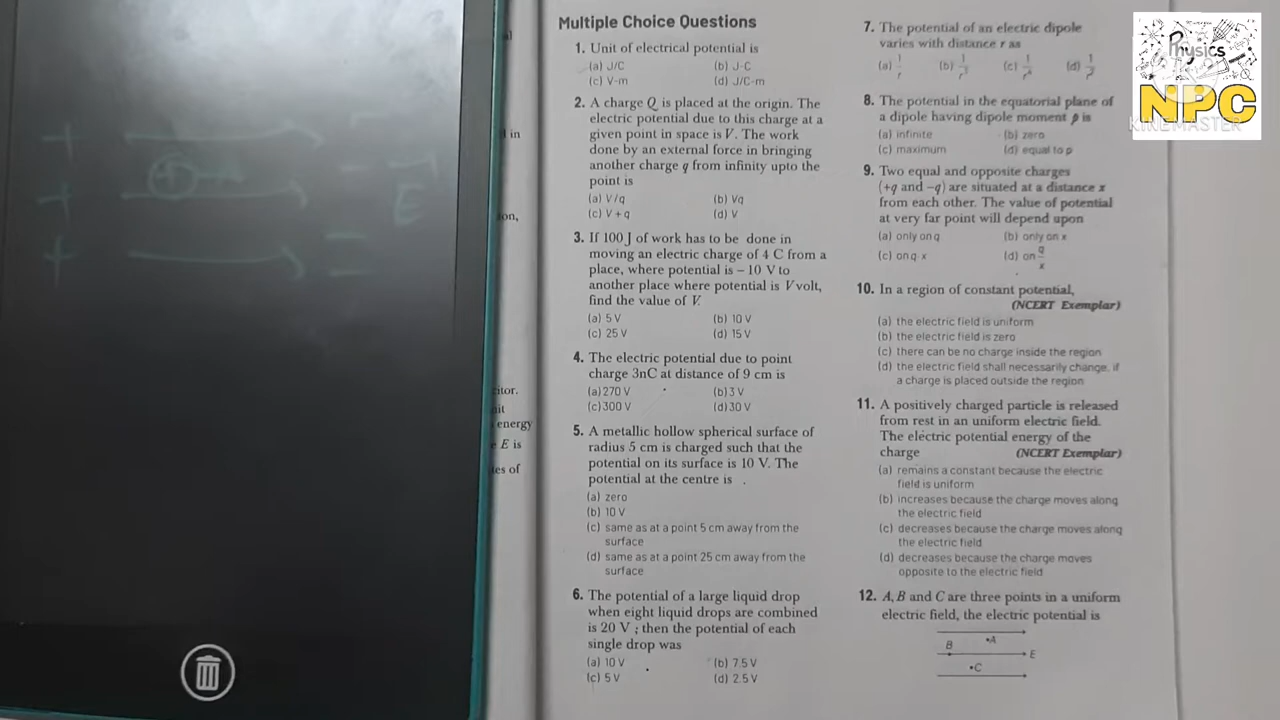 Multiple Choice Questions
1. Unit of electrical potential is
(a) J/C (b) J-C
(c) V-m (d) J/C-m
2. A charge Q is placed at the origin. The
electric potential due to this charge at a
given point in space is V. The work
done by an external force in bringing
another charge q from infinity upto the
point is
(a) V/q (b) Vq
(c) V + q (d) V
3. If 100 J of work has to be done in
moving an electric charge of 4 C from a
place, where potential is – 10 V to
another place where potential is V volt,
find the value of V.
(a) 5 V (b) 10 V
(c) 25 V (d) 15 V
4. The electric potential due to point
charge 3nC at distance of 9 cm is
(a) 270 V (b) 3 V
(c) 300 V (d) 30 V
5. A metallic hollow spherical surface of
radius 5 cm is charged such that the
potential on its surface is 10 V. The
potential at the centre is
(a) zero
(b) 10 V
(c) same as at a point 5 cm away from the
surface
(d) same as at a point 25 cm away from the
surface
6. The potential of a large liquid drop
when eight liquid drops are combined
is 20 V ; then the potential of each
single drop was
(a) 10 V (b) 7.5 V
(c) 5 V (d) 2.5 V
7. The potential of an electric dipole
varies with distance r as
(a) 1/r (b) (c) (d)
8. The potential in the equatorial plane of
a dipole having dipole moment p is
(a) infinite (b) zero
(c) maximum (d) equal to p
9. Two equal and opposite charges
(+q and –q) are situated at a distance x
from each other. The value of potential
at very far point will depend upon
(a) only on q (b) only on x
(c) on q·x (d) on q/x
10. In a region of constant potential,
(NCERT Exemplar)
(a) the electric field is uniform
(b) the electric field is zero
(c) there can be no charge inside the region
(d) the electric field shall necessarily change, if
a charge is placed outside the region
11. A positively charged particle is released
from rest in an uniform electric field.
The electric potential energy of the
charge (NCERT Exemplar)
(a) remains a constant because the electric
field is uniform
(b) increases because the charge moves along
the electric field
(c) decreases because the charge moves along
the electric field
(d) decreases because the charge moves
opposite to the electric field
12. A, B and C are three points in a uniform
electric field, the electric potential is
A
B
E
C
in
citor.
energy
E is
+ –
+ E
+ –
Physics
NPC
KINEMASTER